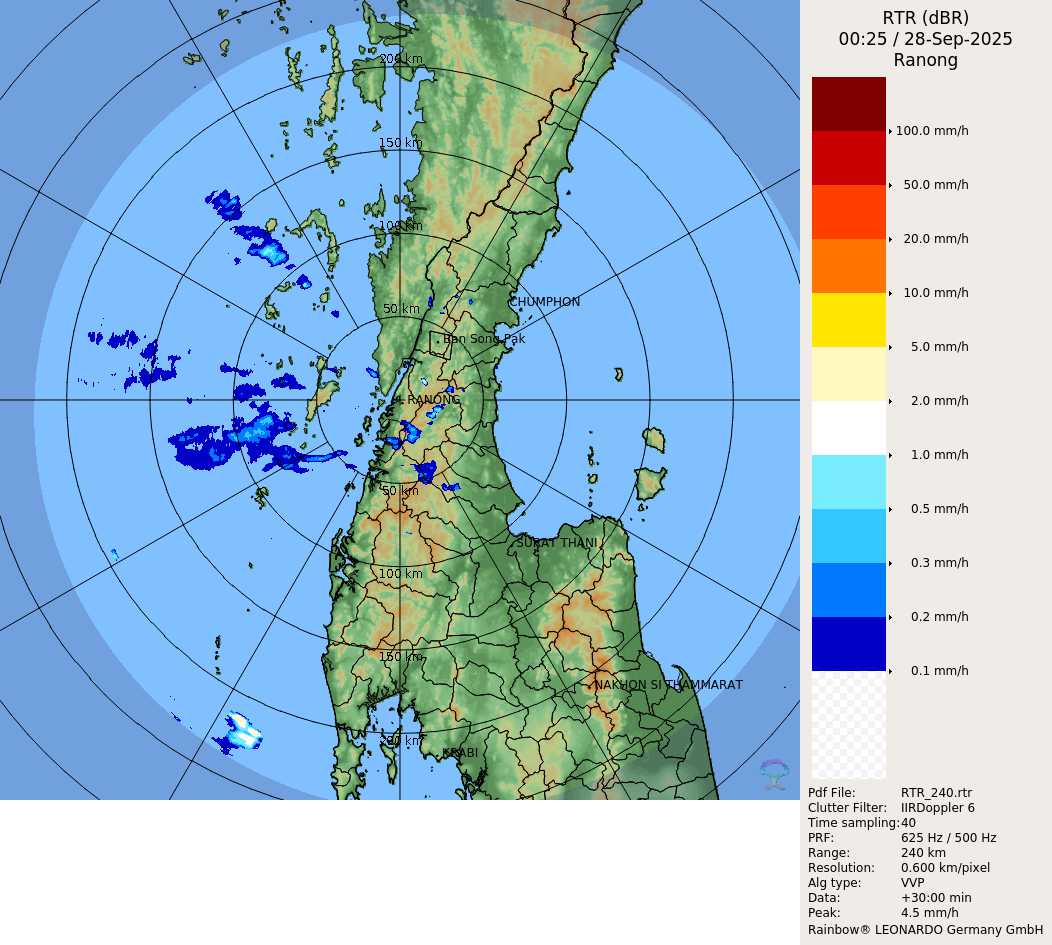 RTR (dBR)
00:25 / 28-Sep-2025
Ranong
100.0 mm/h
50.0 mm/h
20.0 mm/h
10.0 mm/h
5.0 mm/h
2.0 mm/h
1.0 mm/h
0.5 mm/h
0.3 mm/h
0.2 mm/h
0.1 mm/h
200 km
150 km
100 km
50 km
CHUMPHON
Ban Song Pak
RANONG
50 km
SURAT THANI
100 km
150 km
NAKHON SI THAMMARAT
200 km
KRABI
Pdf File: RTR_240.rtr
Clutter Filter: IIRDoppler 6
Time sampling:40
PRF: 625 Hz / 500 Hz
Range: 240 km
Resolution: 0.600 km/pixel
Alg type: VVP
Data: +30:00 min
Peak: 4.5 mm/h
Rainbow® LEONARDO Germany GmbH